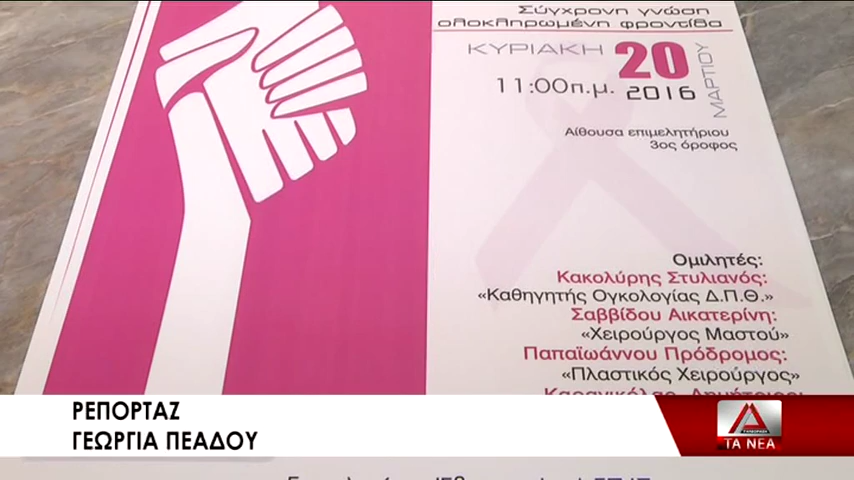 Σύγχρονη γνώση
ολοκληρωμένη φροντίδα
ΚΥΡΙΑΚΗ 20 ΜΑΡΤΙΟΥ
11:00π.μ. 2016
Αίθουσα επιμελητήριου
3ος όροφος
Ομιλητές:
Κακολύρης Στυλιανός:
«Καθηγητής Ογκολογίας Δ.Π.Θ.»
Σαββίδου Αικατερίνη:
«Χειρούργος Μαστού»
Παπαϊωάννου Πρόδρομος:
«Πλαστικός Χειρούργος»
ΡΕΠΟΡΤΑΖ
ΓΕΩΡΓΙΑ ΠΕΑΔΟΥ
ΤΑ ΝΕΑ